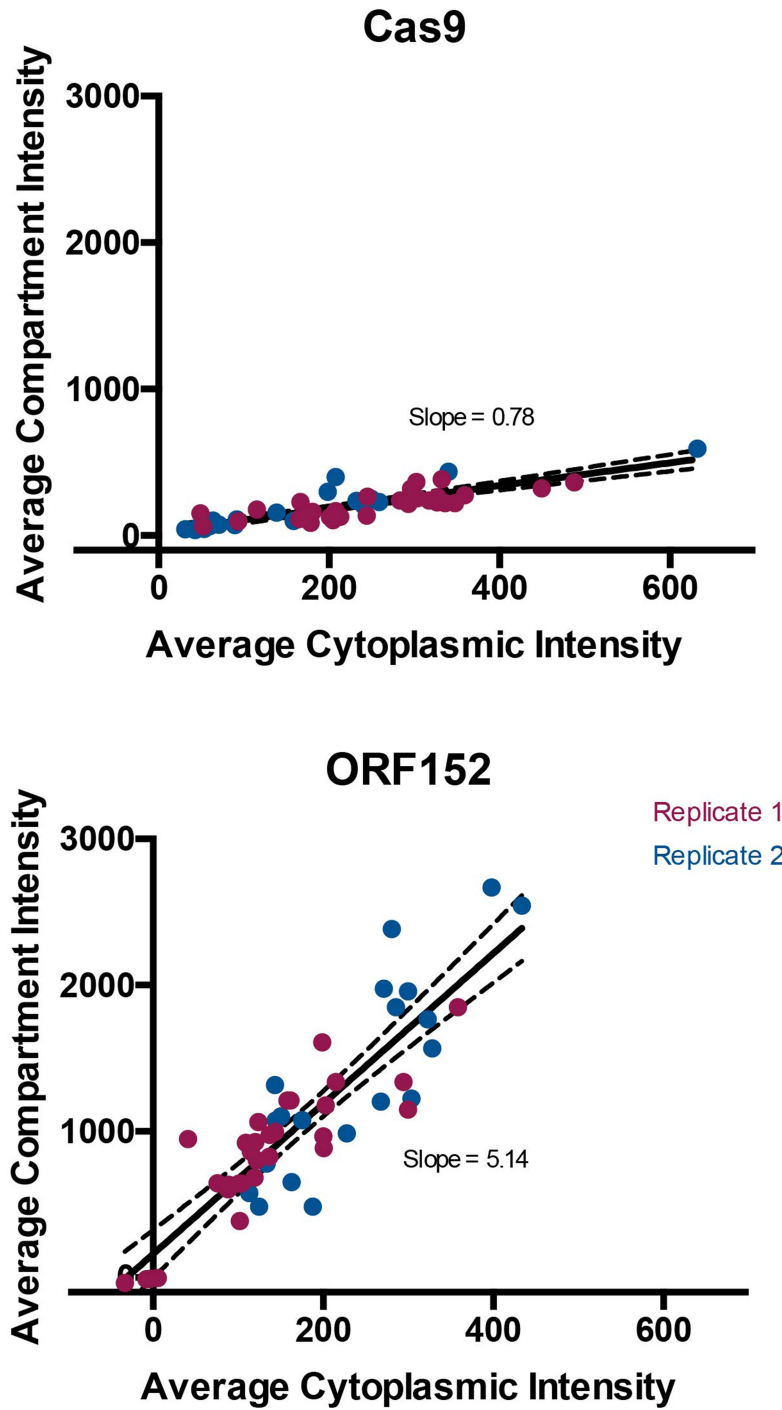 Cas9
Average Compartment Intensity
3000
2000
1000
0
Slope = 0.78
0 200 400 600
Average Cytoplasmic Intensity
ORF152
Replicate 1
Replicate 2
Average Compartment Intensity
3000
2000
1000
0
Slope = 5.14
0 200 400 600
Average Cytoplasmic Intensity